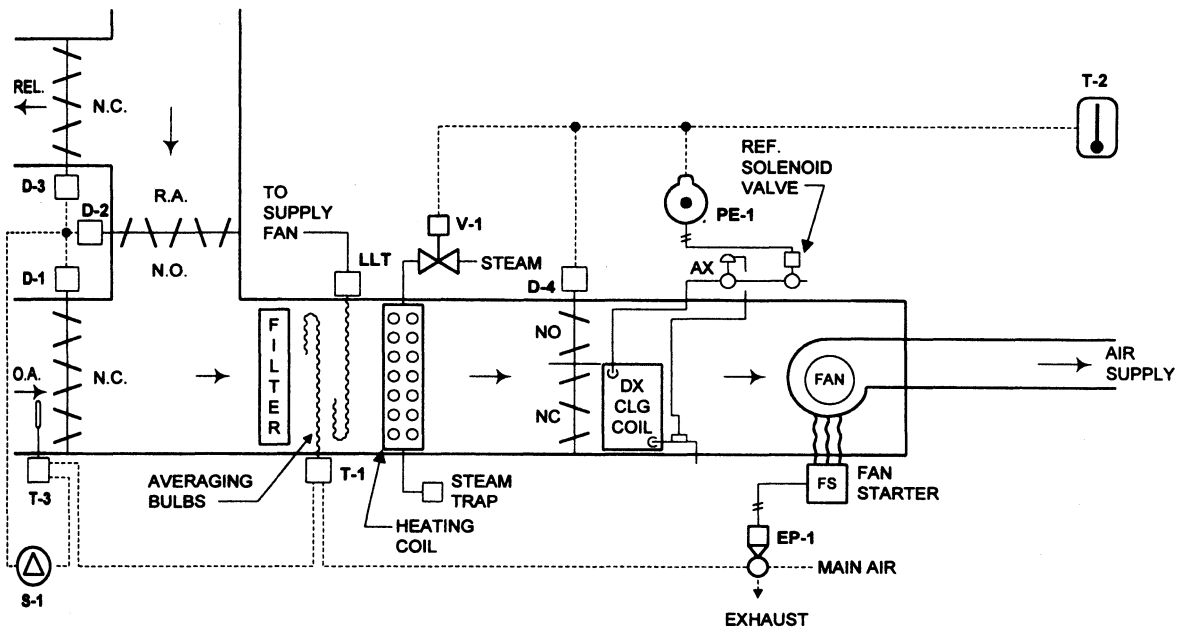 REL.
N.C.
D-3
D-2
R.A.
N.O.
D-1
TO
SUPPLY
FAN
LLT
V-1
STEAM
T-2
REF.
SOLENOID
VALVE
PE-1
AX
D-4
FILTER
NO
NC
DX
CLG
COIL
FAN
AIR
SUPPLY
O.A.
N.C.
T-3
AVERAGING
BULBS
T-1
STEAM
TRAP
HEATING
COIL
FS
FAN
STARTER
EP-1
MAIN AIR
EXHAUST
S-1